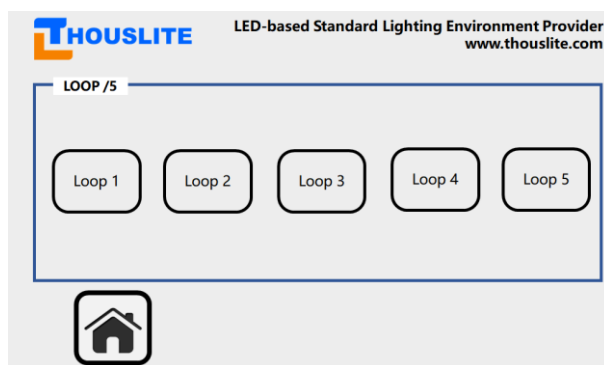 THOUSLITE
LED-based Standard Lighting Environment Provider
www.thouslite.com
LOOP /5
Loop 1
Loop 2
Loop 3
Loop 4
Loop 5